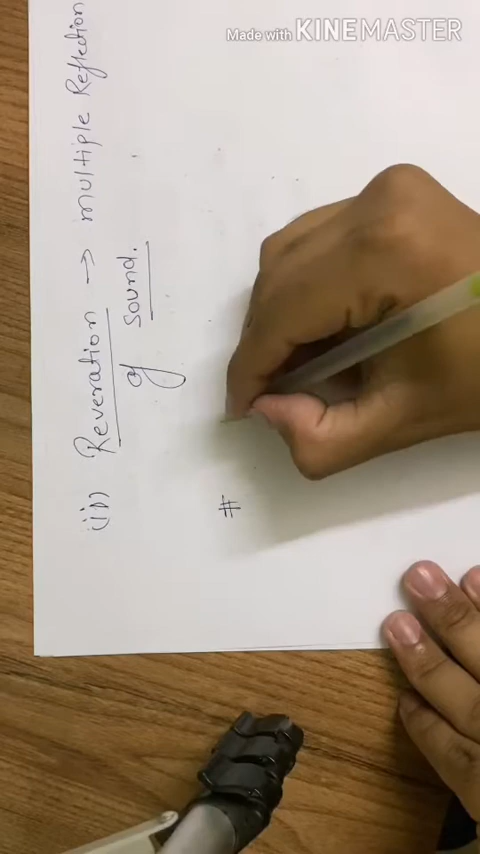 Made with KINEMASTER
(ii) Reveration → multiple Reflection
of sound.
#